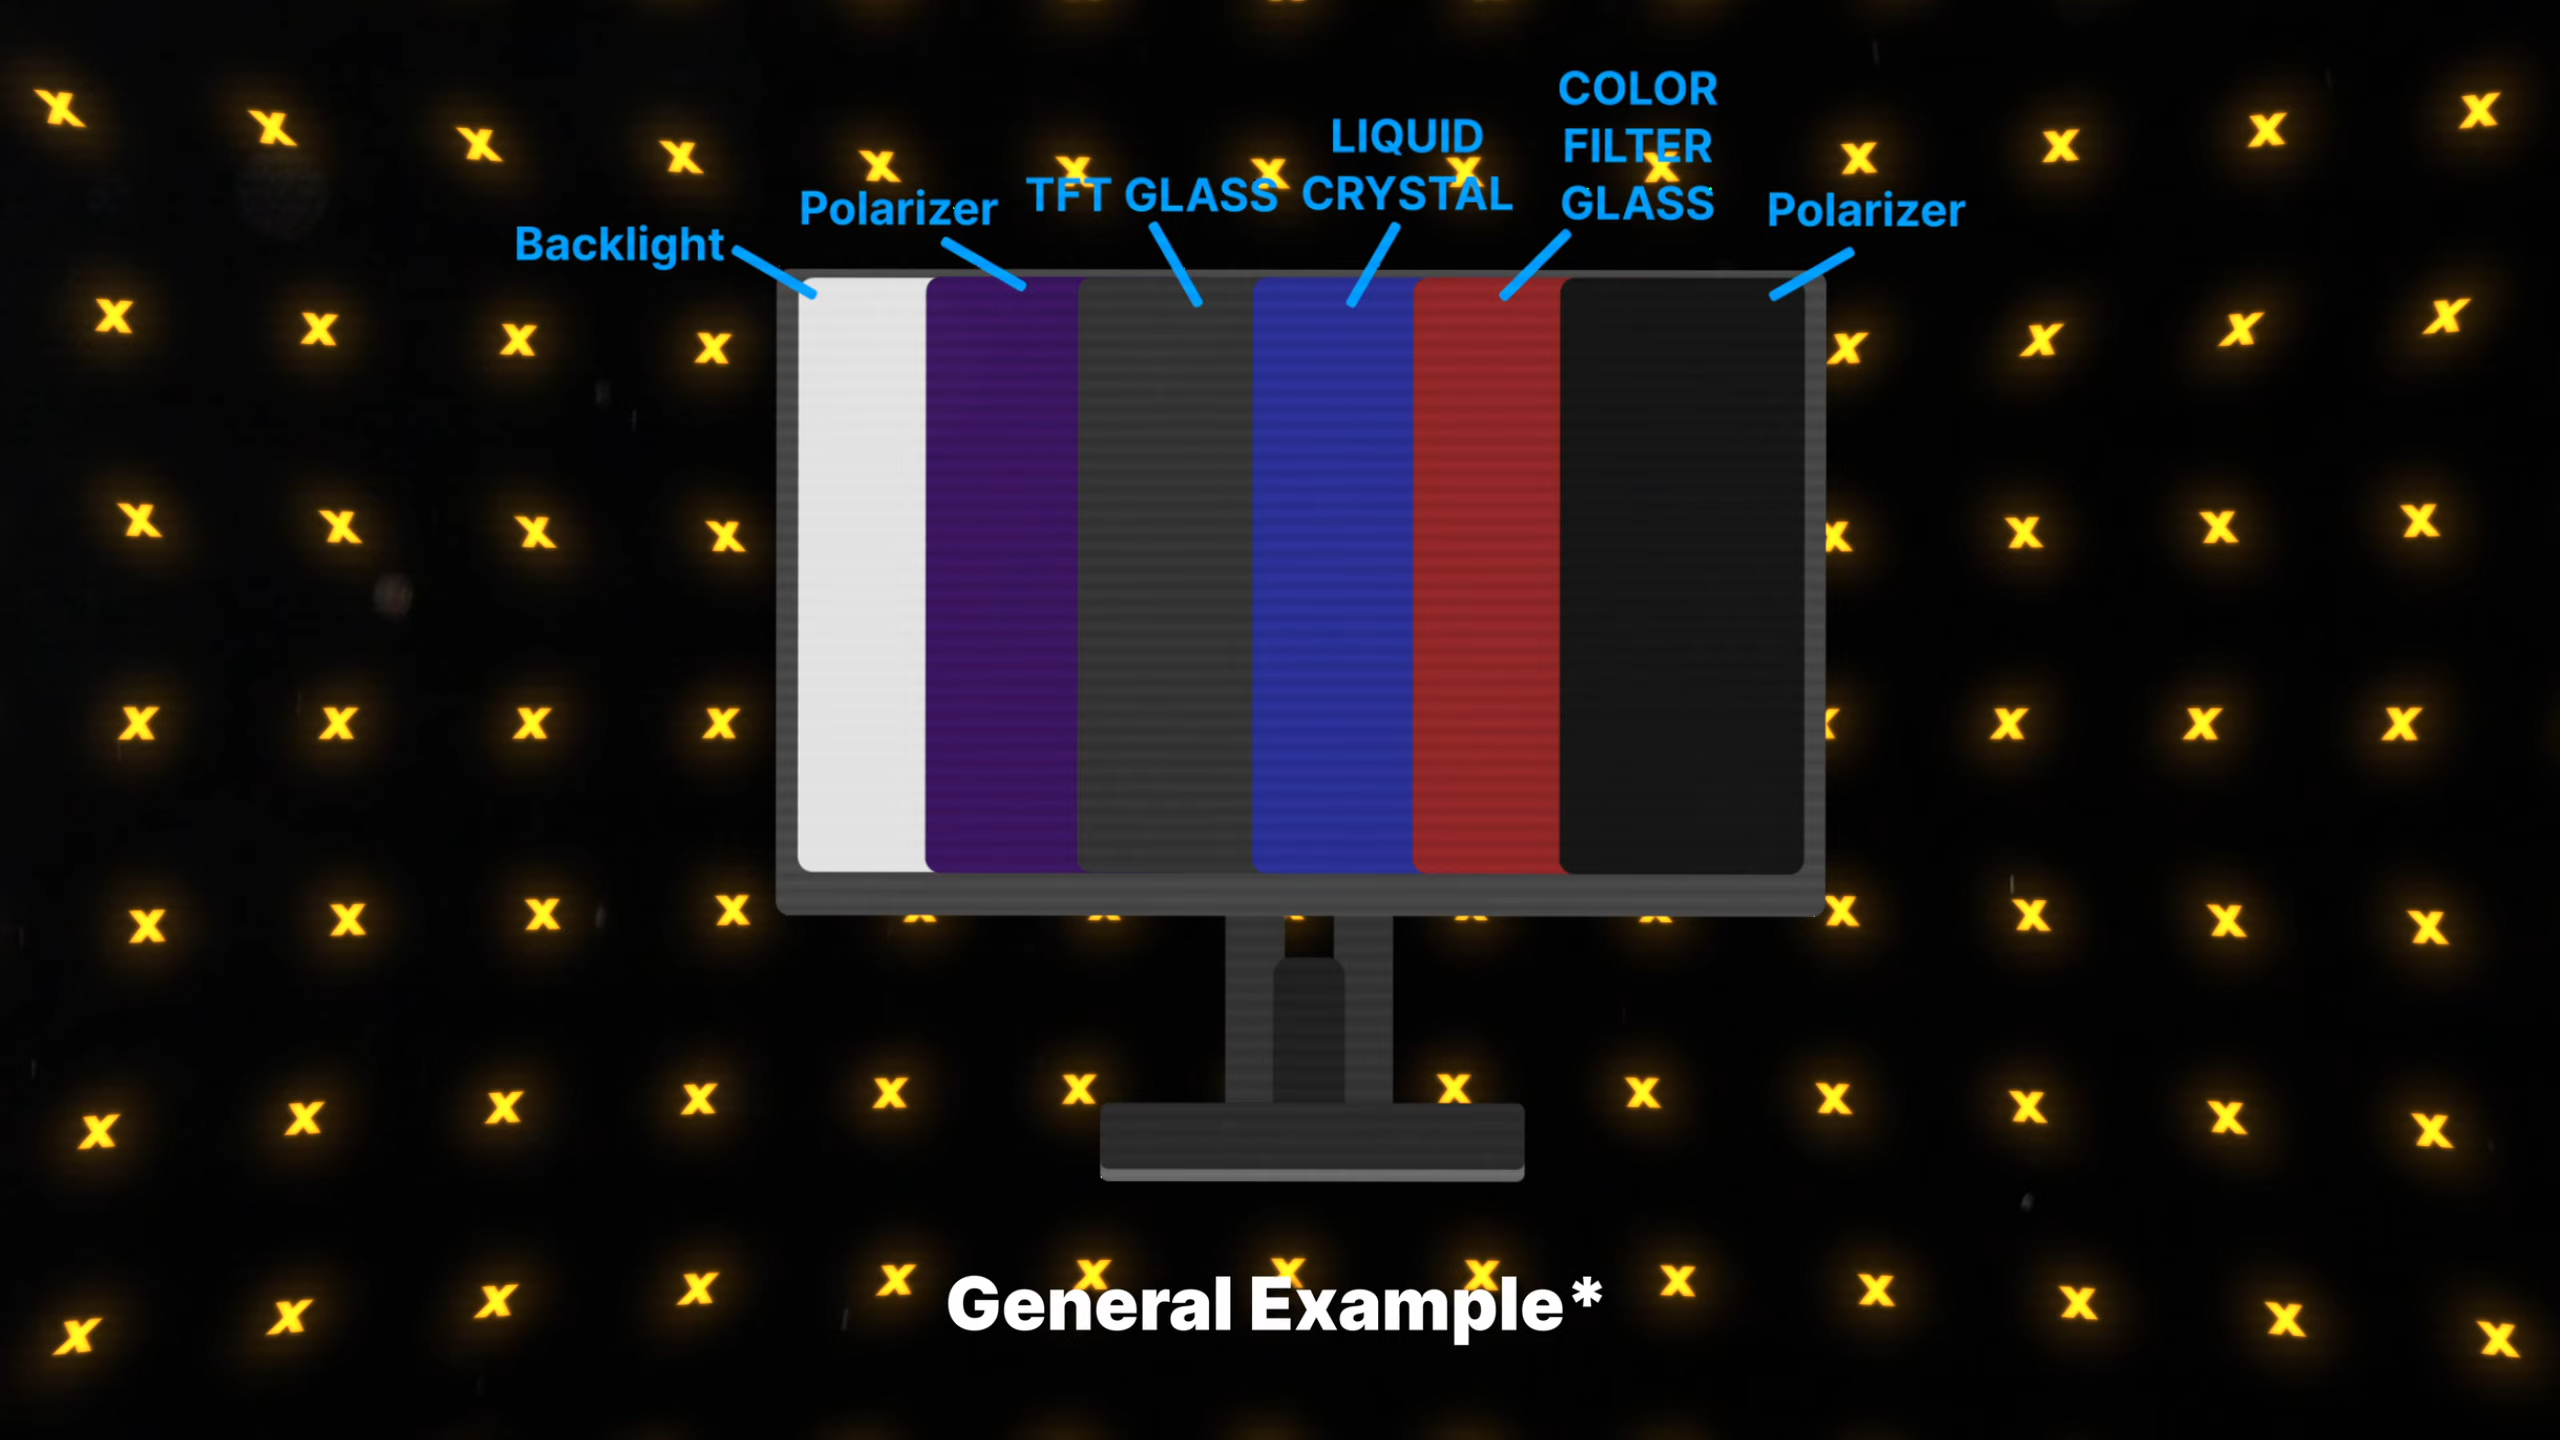 Backlight
Polarizer
TFT GLASS
LIQUID
CRYSTAL
COLOR
FILTER
GLASS
Polarizer
General Example*